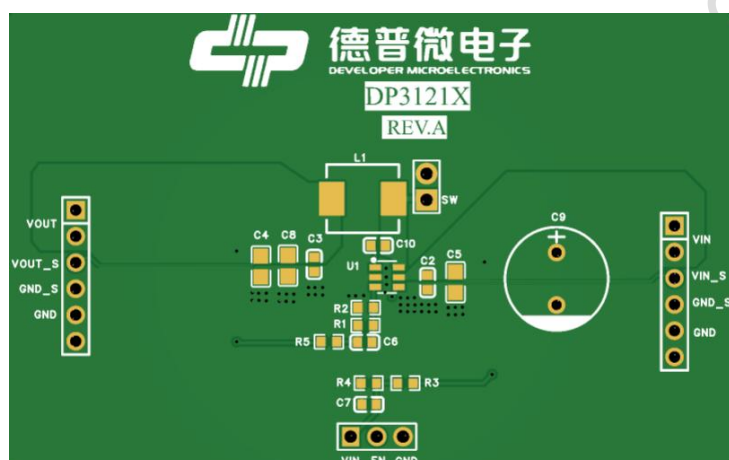 德普微电子
DEVELOPER MICROELECTRONICS
DP3121X
REV.A
L1
SW
C9
VOUT
VIN
C4
C8
C3
C10
U1
C2
C5
VOUT_S
VIN_S
GND_S
GND_S
GND
GND
R2
R1
R5
C6
R4
R3
C7
VIN EN GND